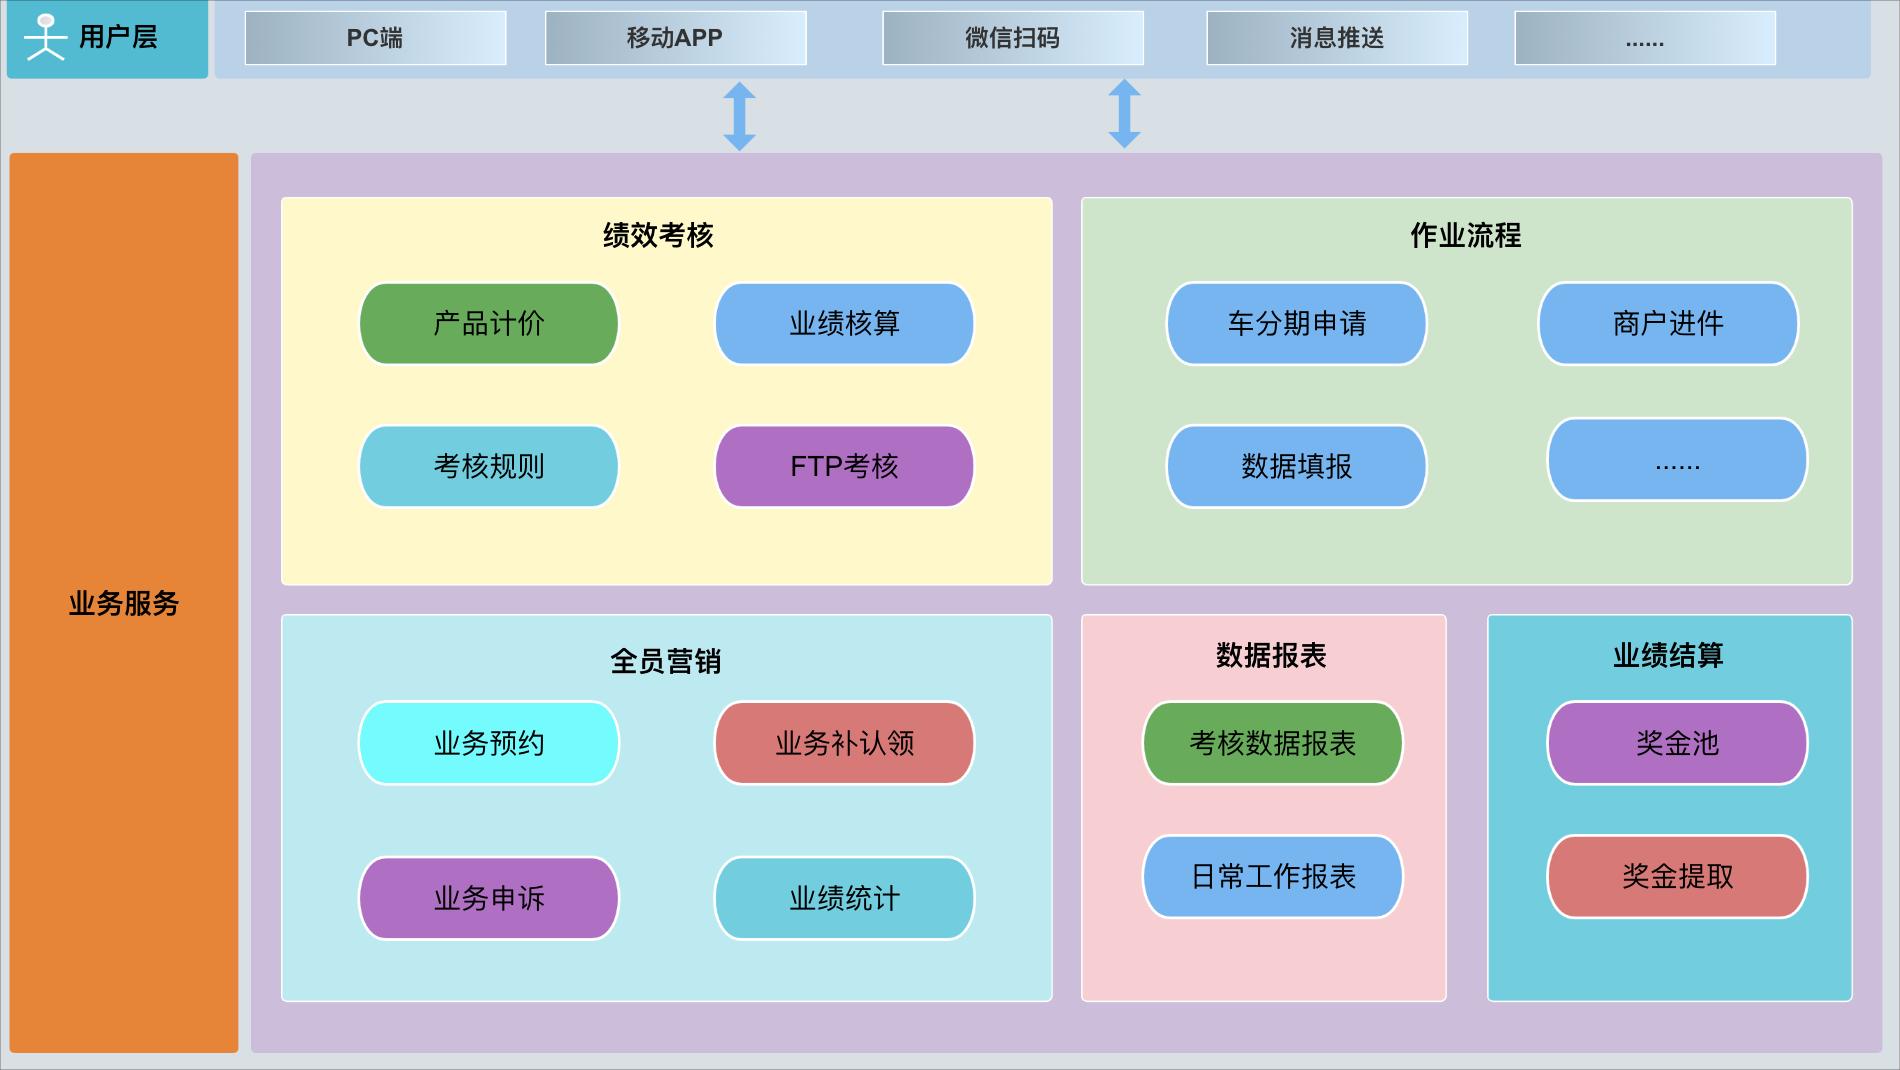 用户层
PC端
移动APP
微信扫码
消息推送
......
业务服务
绩效考核
产品计价
业绩核算
考核规则
FTP考核
作业流程
车分期申请
商户进件
数据填报
......
全员营销
业务预约
业务补认领
业务申诉
业绩统计
数据报表
考核数据报表
日常工作报表
业绩结算
奖金池
奖金提取